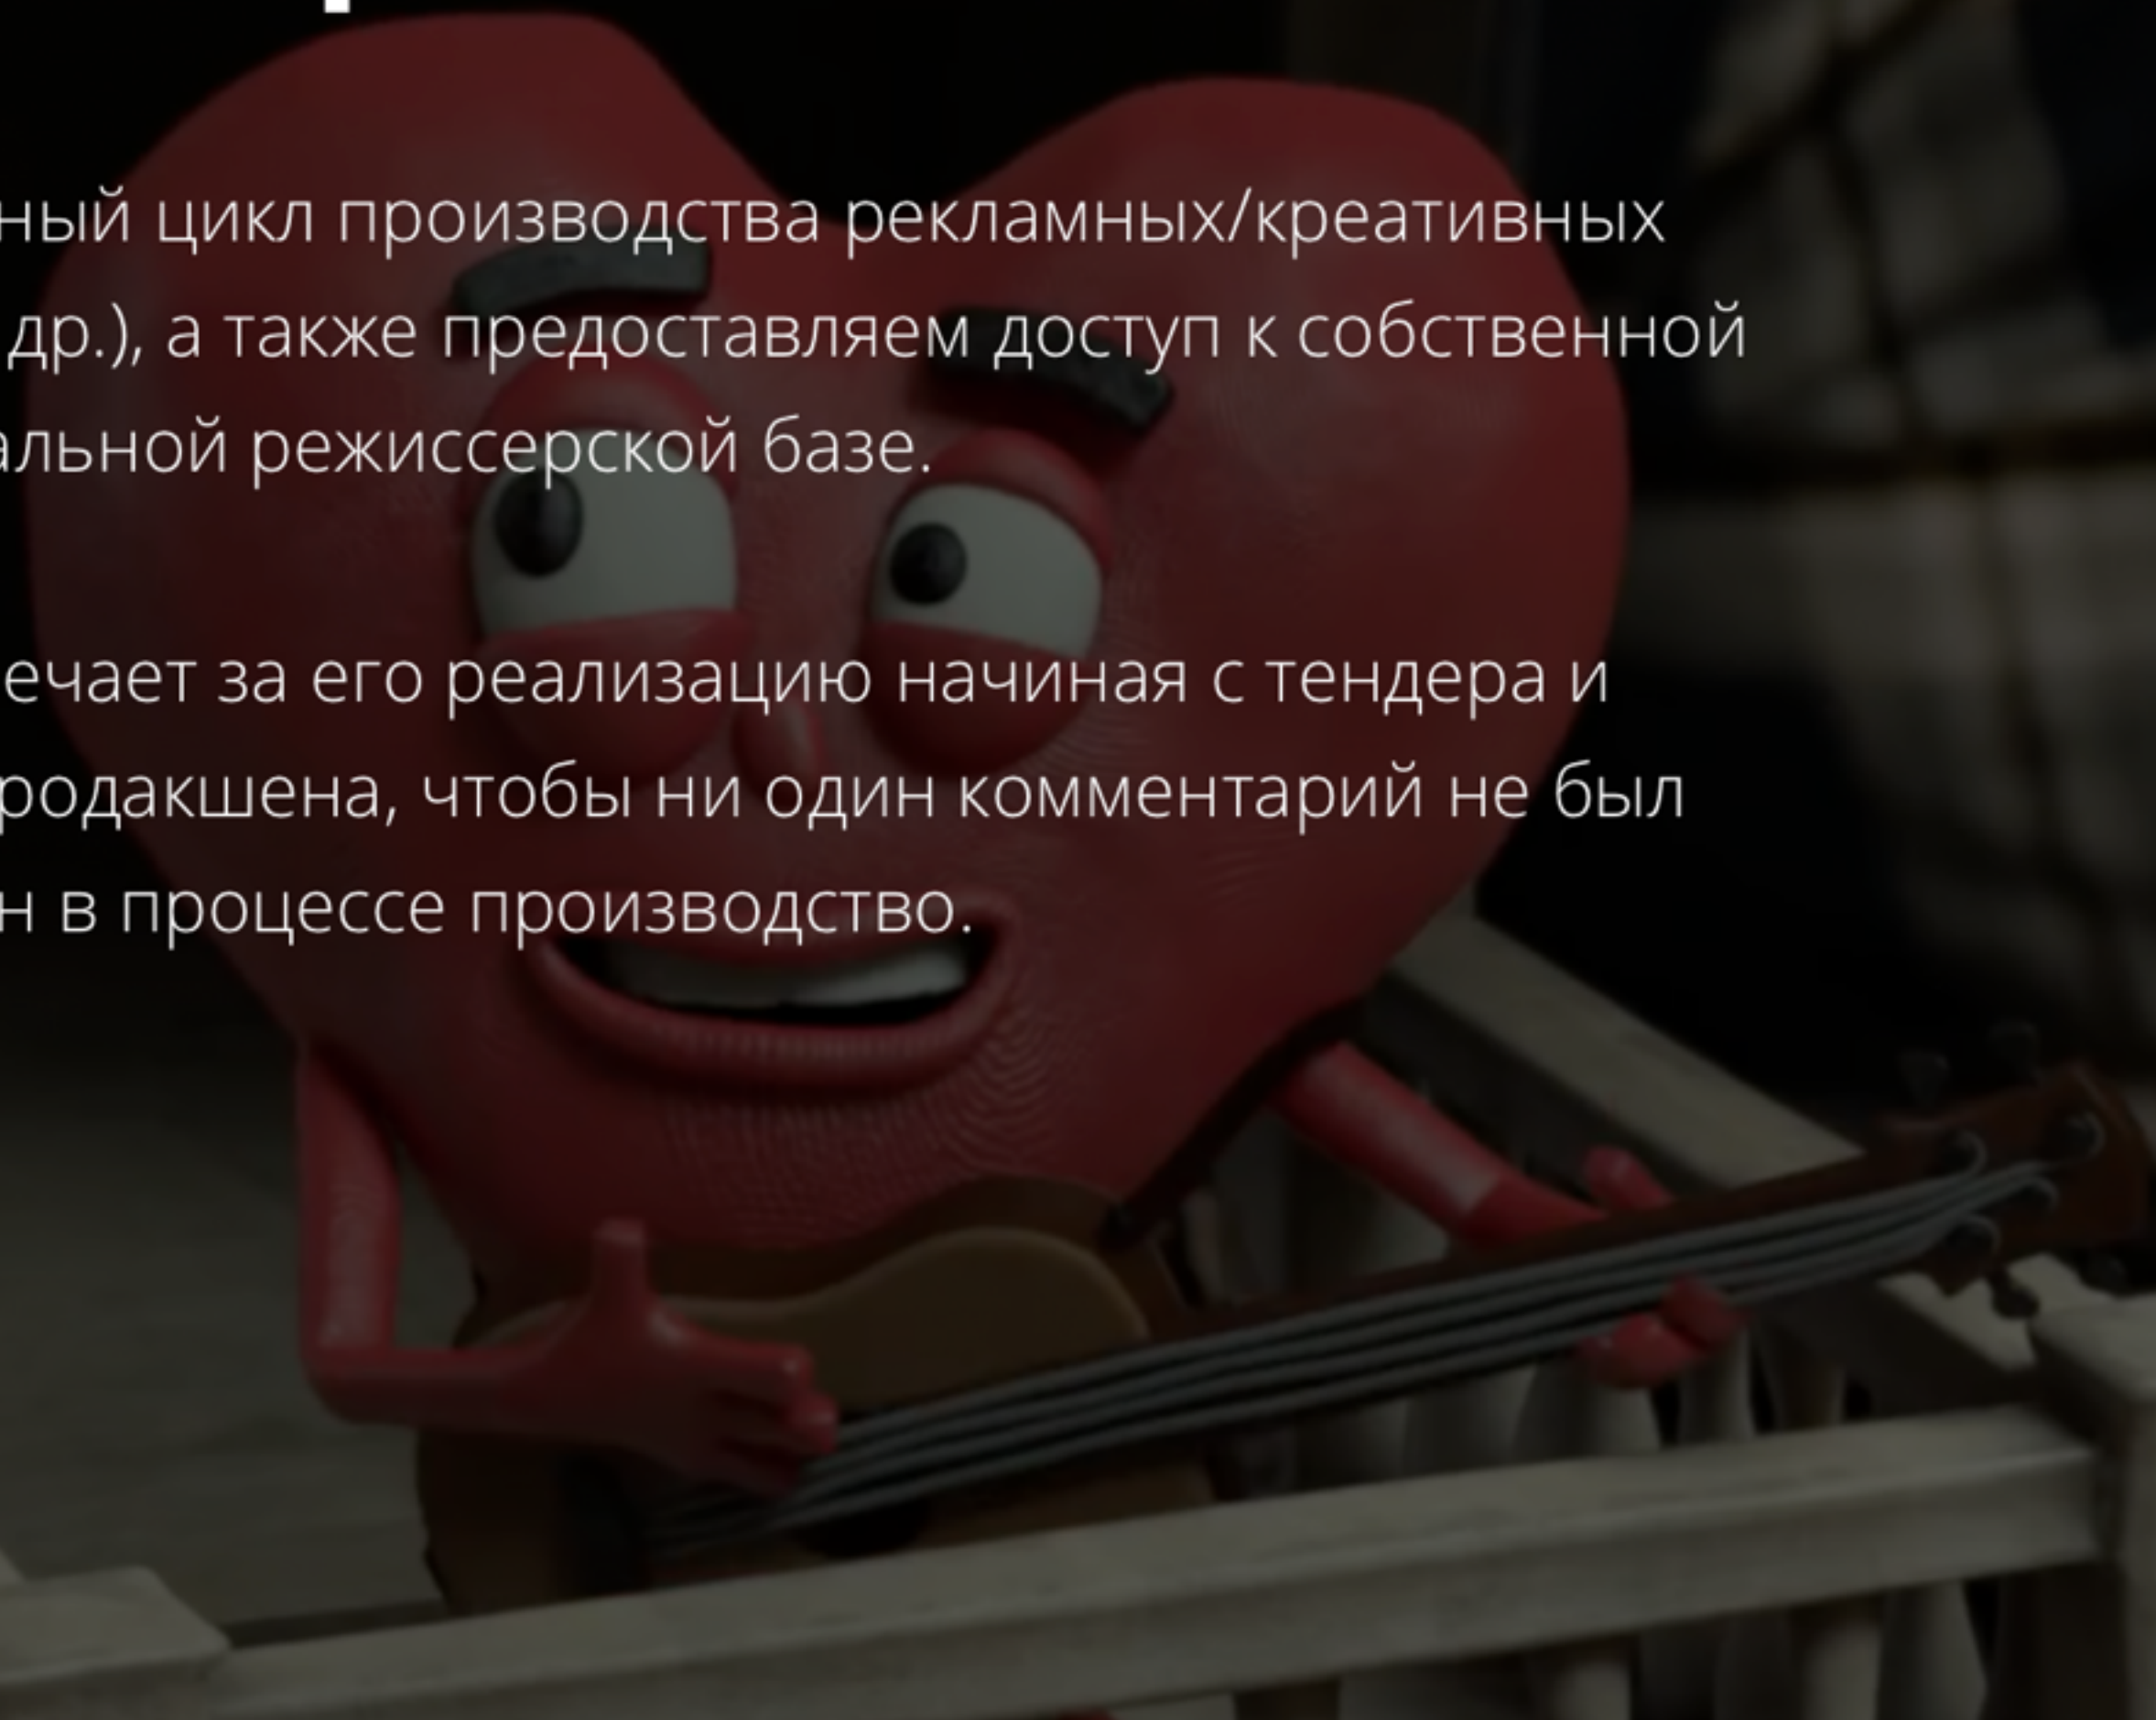 ный цикл производства рекламных/креативных
др.), а также предоставляем доступ к собственной
альной режиссерской базе.
ечает за его реализацию начиная с тендера и
родакшена, чтобы ни один комментарий не был
н в процессе производство.